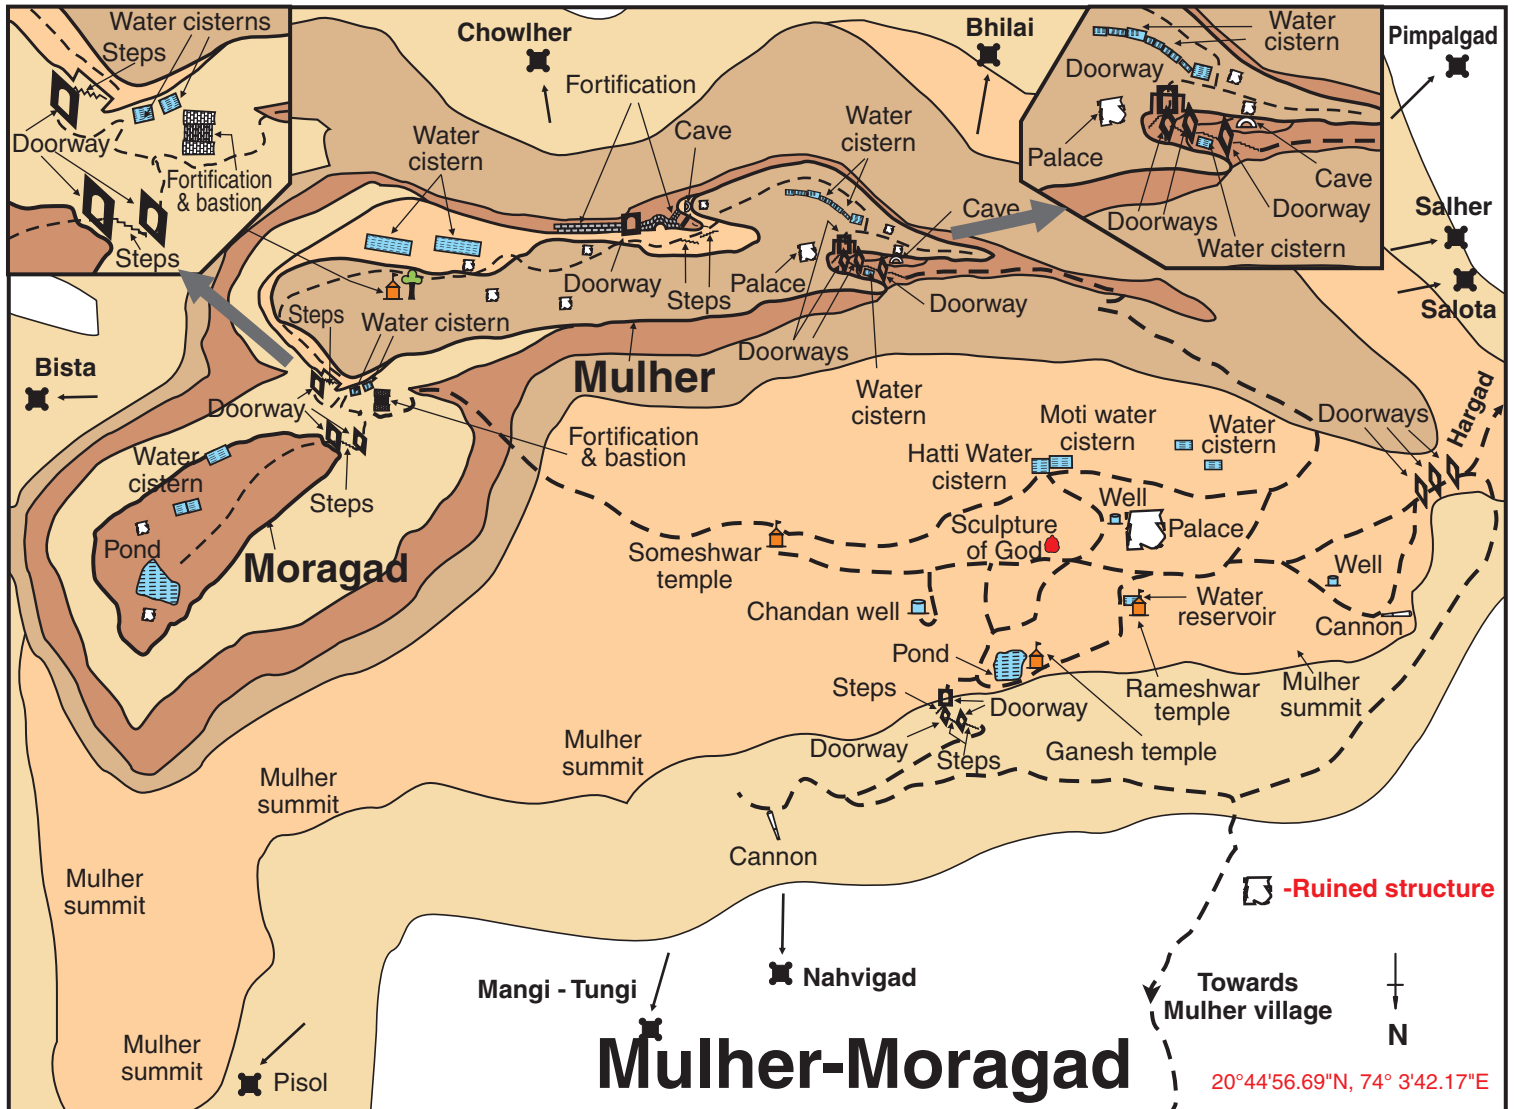 Water cisterns
Steps
Doorway
Fortification
& bastion
Steps
Chowlher
Fortification
Water
cistern
Cave
Water
cistern
Bhilai
Water
cistern
Doorway
Palace
Cave
Doorways
Doorway
Water cistern
Pimpalgad
Salher
Salota
Cave
Doorway
Steps
Palace
Doorway
Doorways
Steps
Water cistern
Mulher
Water
cistern
Bista
Doorway
Fortification
& bastion
Water
cistern
Steps
Pond
Moragad
Hatti Water
cistern
Moti water
cistern
Water
cistern
Doorways
Hargad
Well
Sculpture
of God
Palace
Someshwar
temple
Well
Chandan well
Water
reservoir
Cannon
Pond
Steps
Doorway
Rameshwar
temple
Mulher
summit
Doorway
Steps
Ganesh temple
Mulher
summit
Mulher
summit
Cannon
Mulher
summit
-Ruined structure
Mangi - Tungi
Nahvigad
Towards
Mulher village
N
Mulher
summit
Pisol
Mulher-Moragad
20°44'56.69"N, 74° 3'42.17"E